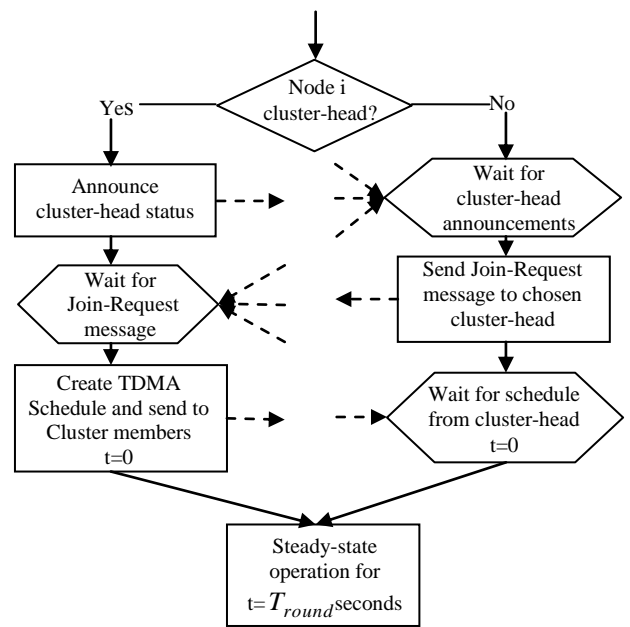 Node i
cluster-head?
Yes
No
Announce
cluster-head status
Wait for
cluster-head
announcements
Wait for
Join-Request
message
Send Join-Request
message to chosen
cluster-head
Create TDMA
Schedule and send to
Cluster members
t=0
Wait for schedule
from cluster-head
t=0
Steady-state
operation for
t= T_round seconds